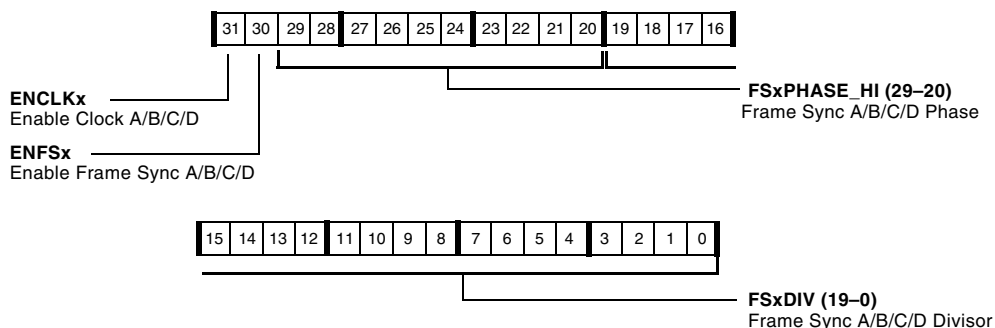 31 30 29 28 27 26 25 24 23 22 21 20 19 18 17 16
ENCLKx
Enable Clock A/B/C/D
FSxPHASE_HI (29–20)
Frame Sync A/B/C/D Phase
ENFSx
Enable Frame Sync A/B/C/D
15 14 13 12 11 10 9 8 7 6 5 4 3 2 1 0
FSxDIV (19–0)
Frame Sync A/B/C/D Divisor